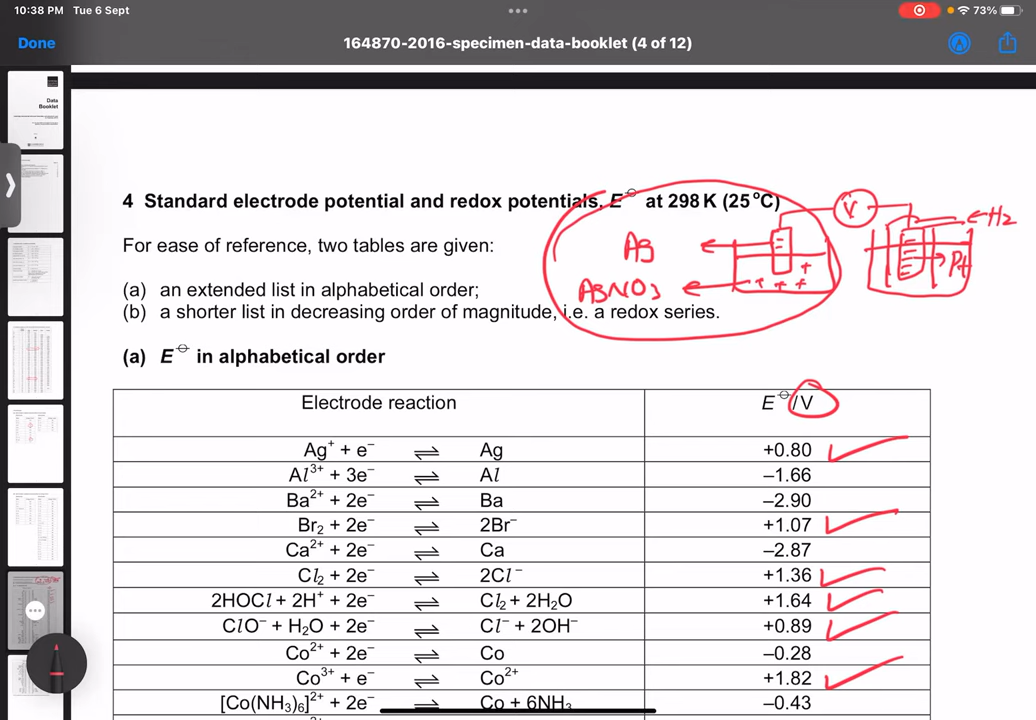 10:38 PM Tue 6 Sept
73%
Done
164870-2016-specimen-data-booklet (4 of 12)
Data
Booklet
4 Standard electrode potential and redox potentials, E⦵ at 298 K (25 °C)
V
H2
For ease of reference, two tables are given:
Ag
Pt
+
AgNO3
+ + +
(a) an extended list in alphabetical order;
(b) a shorter list in decreasing order of magnitude, i.e. a redox series.
(a) E⦵ in alphabetical order
Electrode reaction E⦵/V
Ag⁺ + e⁻ ⇌ Ag +0.80
Al³⁺ + 3e⁻ ⇌ Al –1.66
Ba²⁺ + 2e⁻ ⇌ Ba –2.90
Br₂ + 2e⁻ ⇌ 2Br⁻ +1.07
Ca²⁺ + 2e⁻ ⇌ Ca –2.87
Cl₂ + 2e⁻ ⇌ 2Cl⁻ +1.36
2HOCl + 2H⁺ + 2e⁻ ⇌ Cl₂ + 2H₂O +1.64
ClO⁻ + H₂O + 2e⁻ ⇌ Cl⁻ + 2OH⁻ +0.89
Co²⁺ + 2e⁻ ⇌ Co –0.28
Co³⁺ + e⁻ ⇌ Co²⁺ +1.82
[Co(NH₃)₆]²⁺ + 2e⁻ ⇌ Co + 6NH₃ –0.43